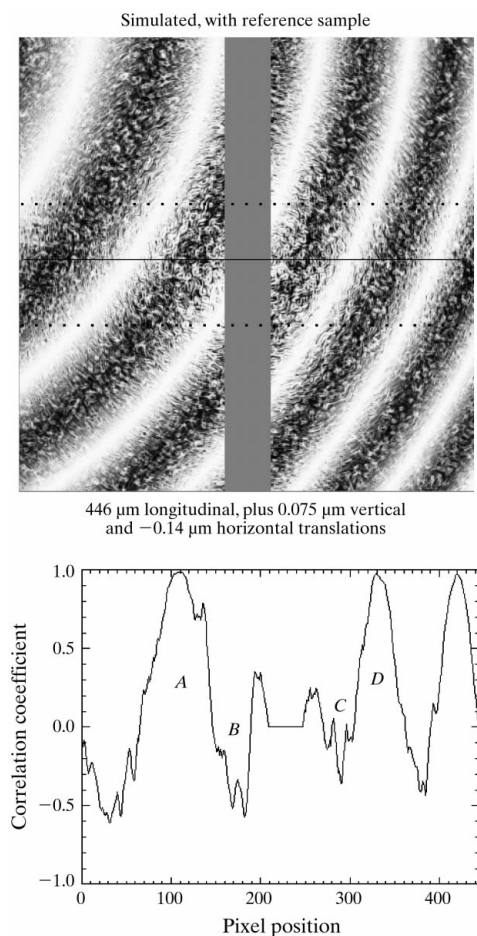 Simulated, with reference sample
446 µm longitudinal, plus 0.075 µm vertical
and −0.14 µm horizontal translations
Correlation coeefficient
1.0
0.5
0.0
−0.5
−1.0
A
B
C
D
0
100
200
300
400
Pixel position